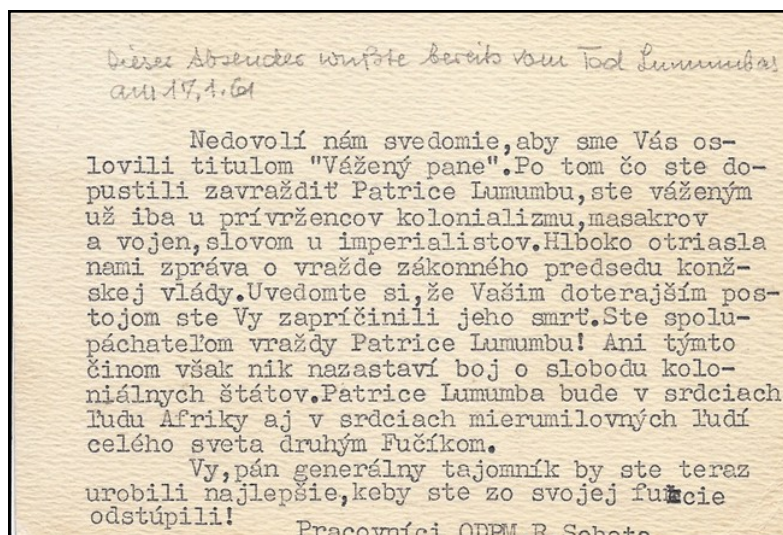 Dieser Absender wußte bereits vom Tod Lumumbas
am 17.1.61
Nedovolí nám svedomie,aby sme Vás os-
lovili titulom "Vážený pane".Po tom čo ste do-
pustili zavraždiť Patrice Lumumbu,ste váženým
už iba u prívržencov kolonializmu,masakrov
a vojen,slovom u imperialistov.Hlboko otriasla
nami zpráva o vražde zákonného predsedu konž-
skej vlády.Uvedomte si,že Vašim doterajším pos-
tojom ste Vy zapríčinili jeho smrť.Ste spolu-
páchateľom vraždy Patrice Lumumbu! Ani týmto
činom však nik nazastaví boj o slobodu kolo-
niálnych štátov.Patrice Lumumba bude v srdciach
ľudu Afriky aj v srdciach mierumilovných ľudí
celého sveta druhým Fučíkom.
Vy,pán generálny tajomník by ste teraz
urobili najlepšie,keby ste zo svojej funkcie
odstúpili!
Pracovníci ODPM R.Sobota